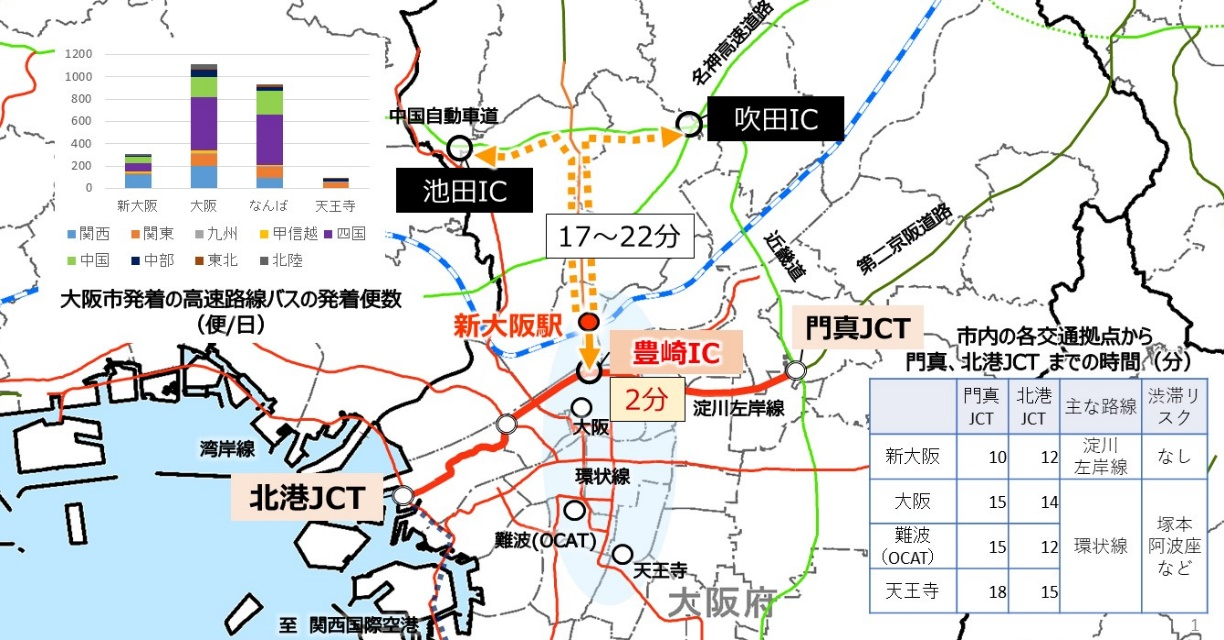 1200
1000
800
600
400
200
0
新大阪
大阪
なんば
天王寺
関西
関東
九州
甲信越
四国
中国
中部
東北
北陸
大阪市発着の高速路線バスの発着便数
（便/日）
名神高速道路
中国自動車道
吹田IC
池田IC
17～22分
近畿道
第二京阪道路
新大阪駅
豊崎IC
2分
門真JCT
淀川左岸線
大阪
湾岸線
環状線
北港JCT
難波(OCAT)
天王寺
大阪府
至 関西国際空港
市内の各交通拠点から
門真、北港JCT までの時間（分）
門真
JCT
北港
JCT
主な路線
渋滞リ
スク
新大阪
10
12
淀川
左岸線
なし
大阪
15
14
難波
（OCAT）
15
12
環状線
塚本
阿波座
など
天王寺
18
15
1